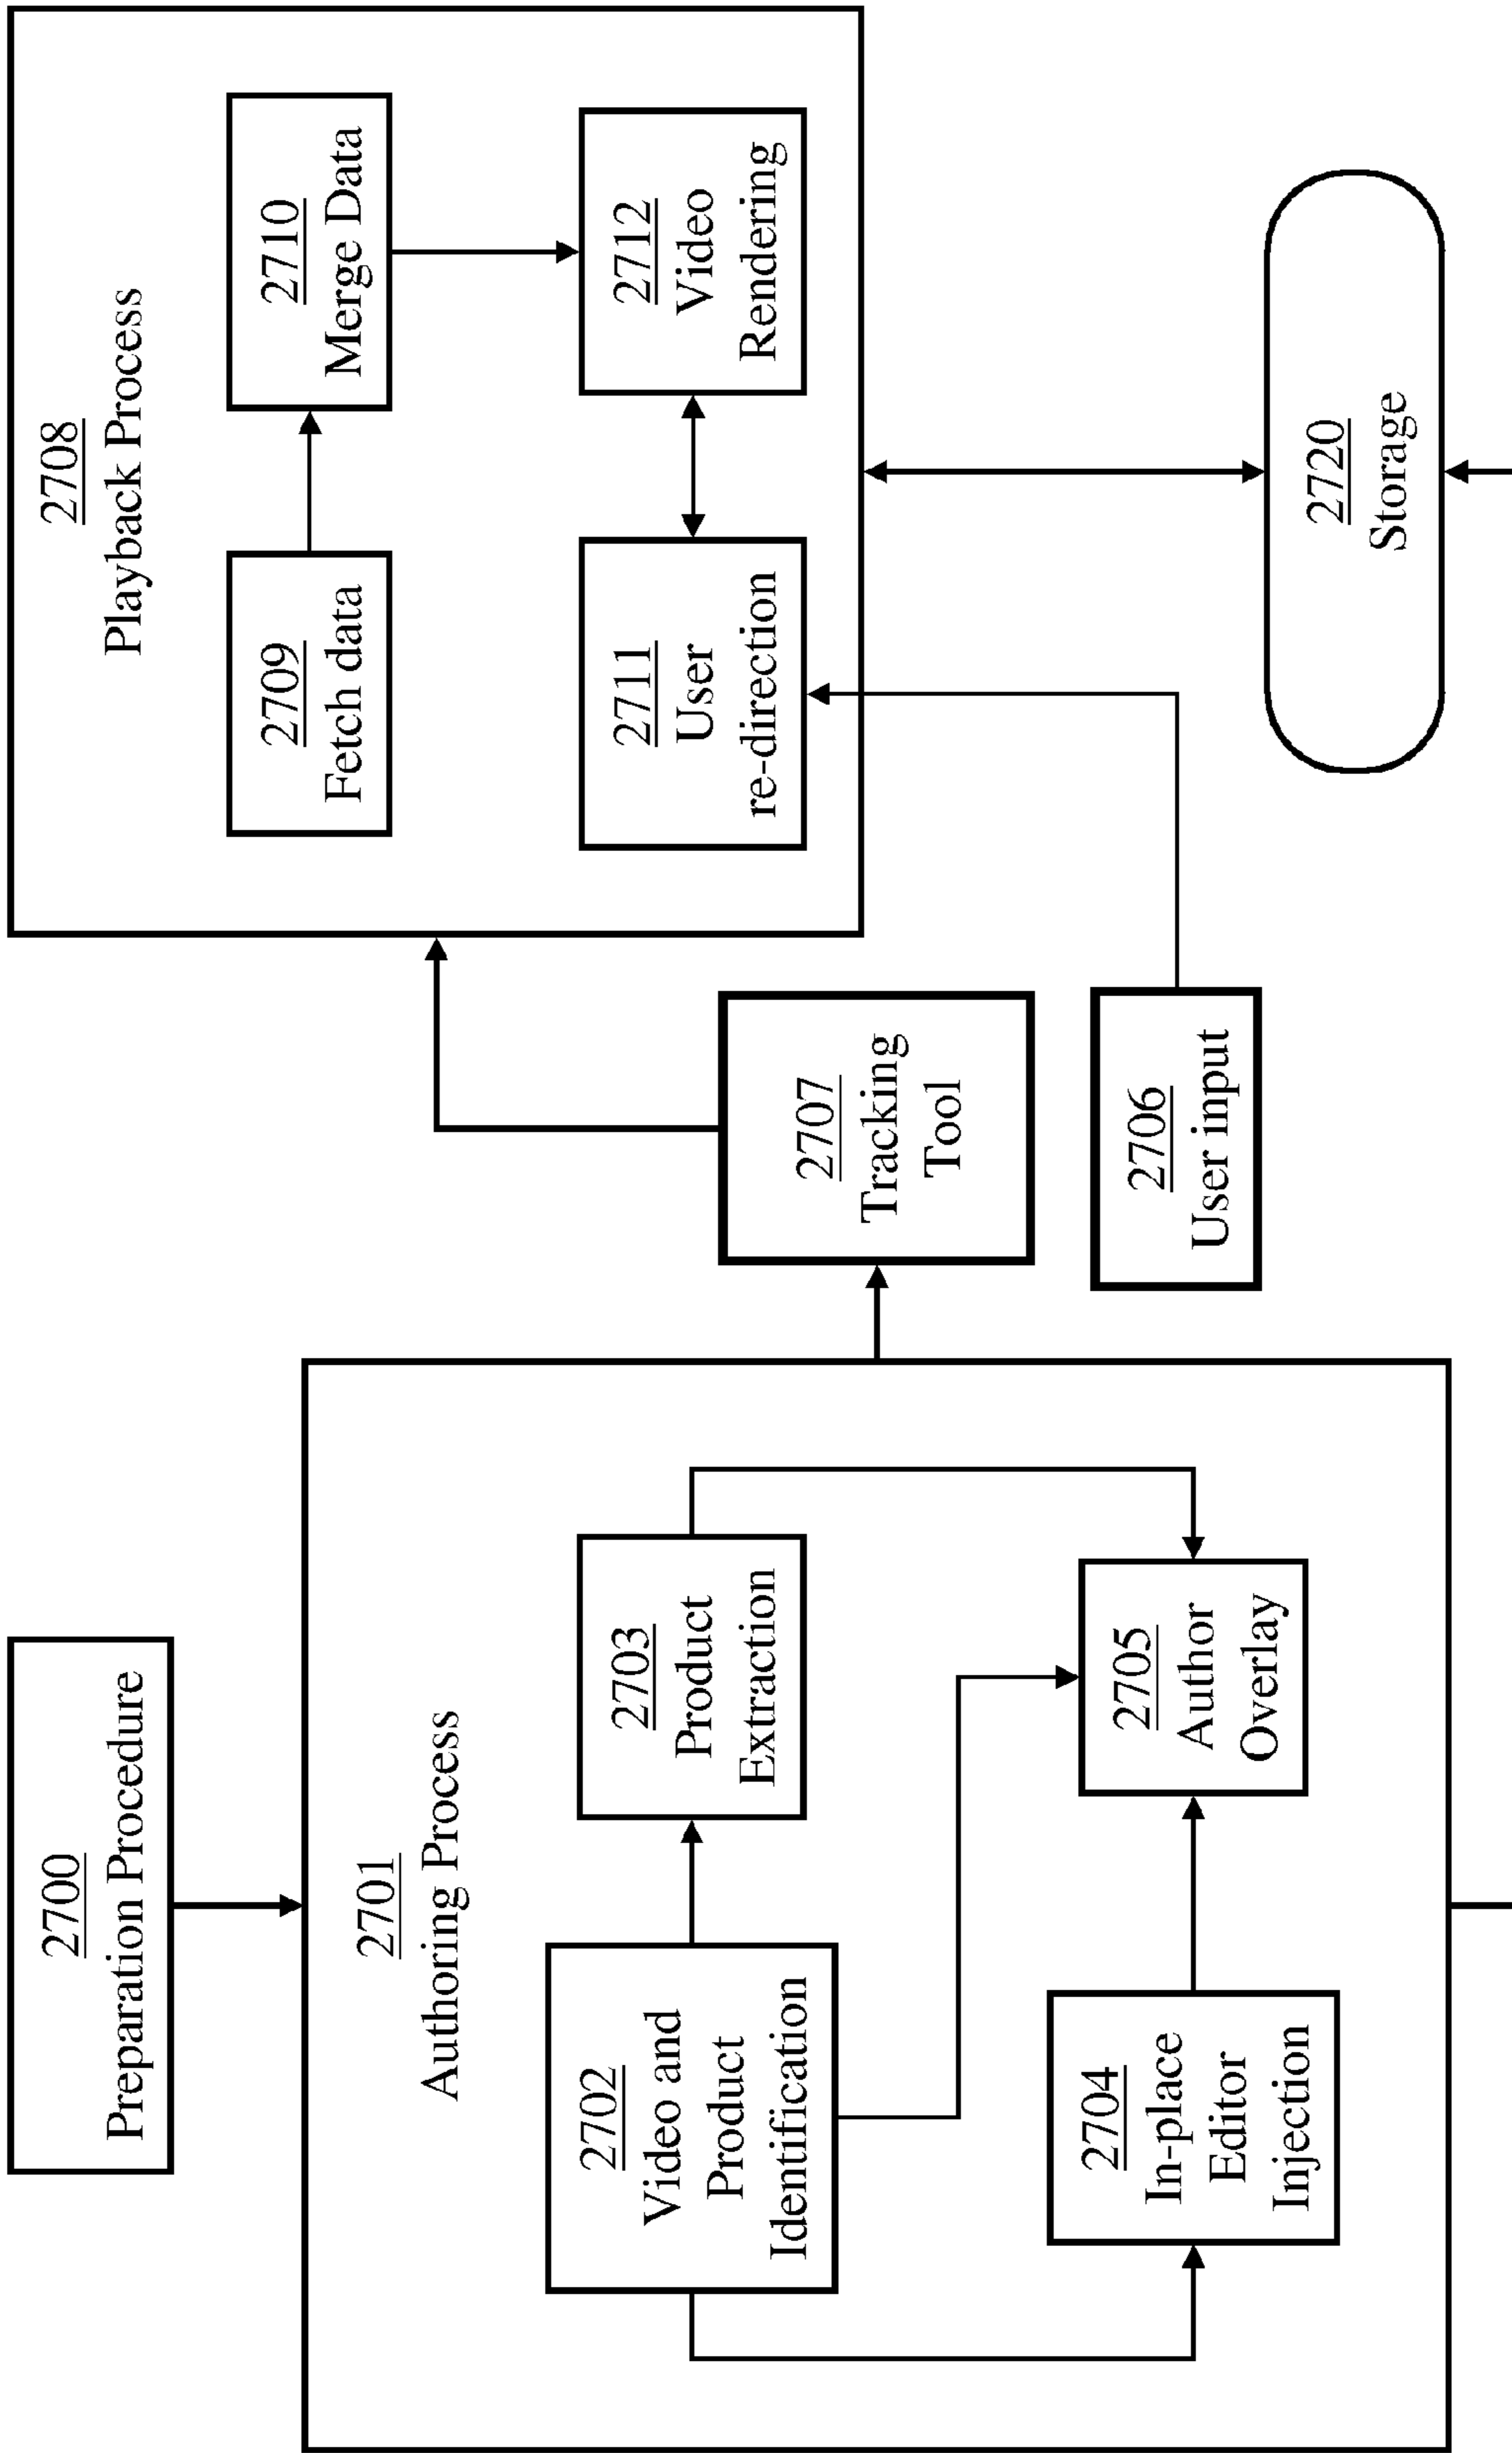 2700
Preparation Procedure
2701
Authoring Process
2702
Video and
Product
Identification
2703
Product
Extraction
2704
In-place
Editor
Injection
2705
Author
Overlay
2707
Tracking
Tool
2706
User input
2708
Playback Process
2709
Fetch data
2710
Merge Data
2711
User
re-direction
2712
Video
Rendering
2720
Storage